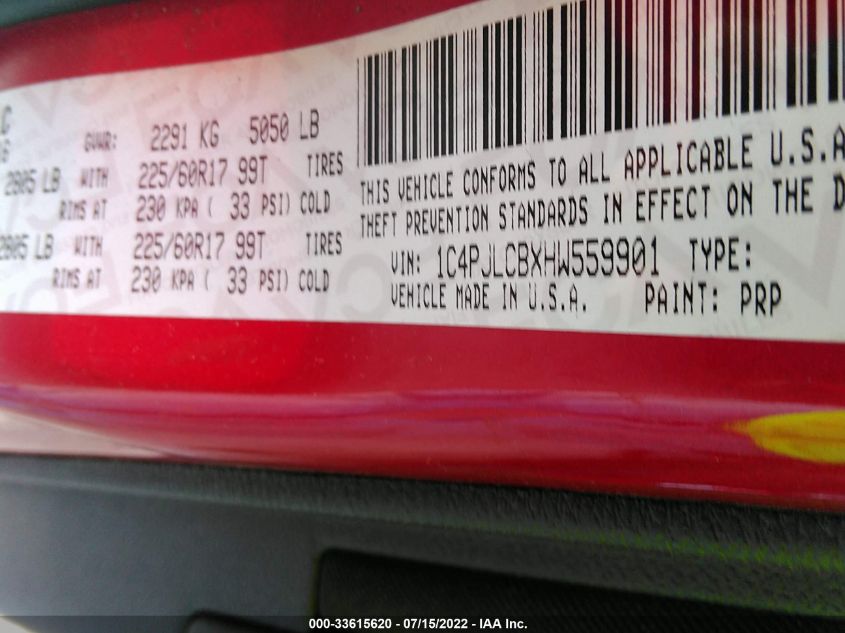 GVWR: 2291 KG 5050 LB
2805 LB WITH 225/60R17 99T TIRES
RIMS AT 230 KPA ( 33 PSI) COLD
2805 LB WITH 225/60R17 99T TIRES
RIMS AT 230 KPA ( 33 PSI) COLD
THIS VEHICLE CONFORMS TO ALL APPLICABLE U.S.A
THEFT PREVENTION STANDARDS IN EFFECT ON THE D
VIN: 1C4PJLCBXHW559901 TYPE:
VEHICLE MADE IN U.S.A. PAINT: PRP
000-33615620 - 07/15/2022 - IAA Inc.